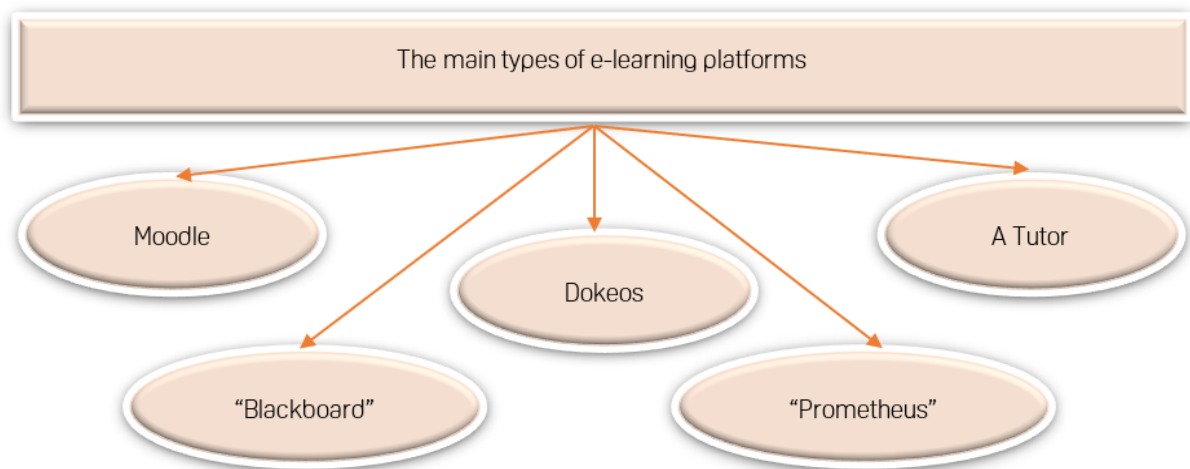 The main types of e-learning platforms
Moodle
A Tutor
Dokeos
“Blackboard”
“Prometheus”